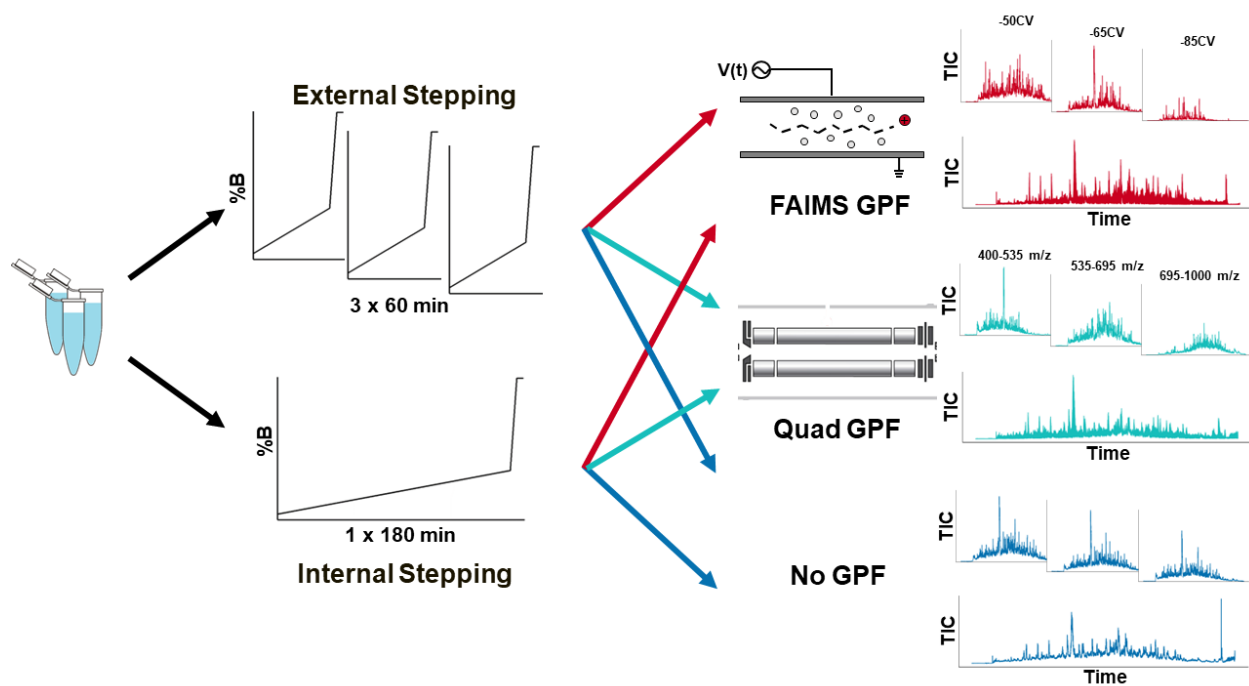 External Stepping
%B
3 x 60 min
%B
1 x 180 min
Internal Stepping
V(t)
+
FAIMS GPF
Quad GPF
No GPF
-50CV
-65CV
-85CV
TIC
TIC
Time
400-535 m/z
535-695 m/z
695-1000 m/z
TIC
TIC
Time
TIC
TIC
Time